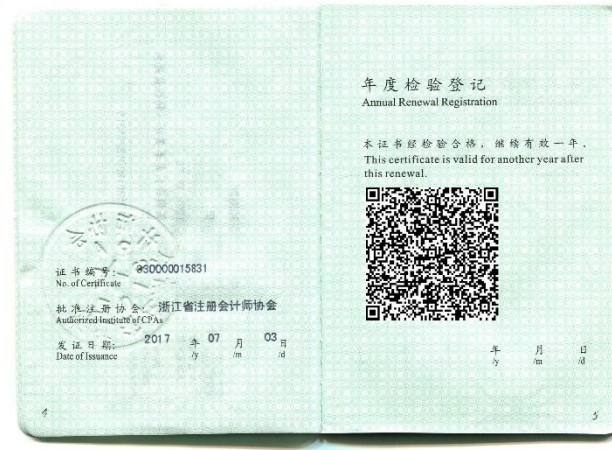 证书编号: 330000015831
No. of Certificate
批准注册协会: 浙江省注册会计师协会
Authorized Institute of CPAs
发证日期: 2017 年 07 月 03 日
Date of Issuance /y /m /d
4
年度检验登记
Annual Renewal Registration
本证书经检验合格，继续有效一年。
This certificate is valid for another year after
this renewal.
年 月 日
/y /m /d
5